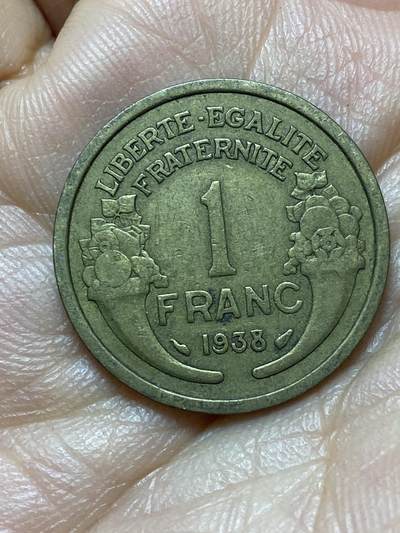 LIBERTE·EGALITE
FRATERNITE
1
FRANC
1938